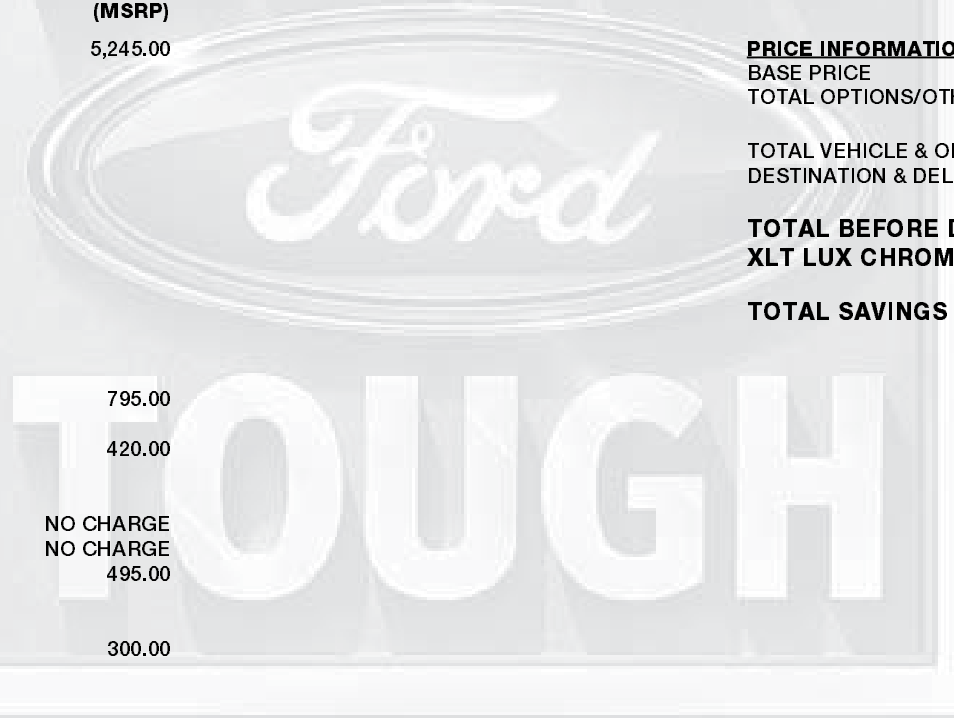 (MSRP)
5,245.00
795.00
420.00
NO CHARGE
NO CHARGE
495.00
300.00
PRICE INFORMATIO
BASE PRICE
TOTAL OPTIONS/OTH
TOTAL VEHICLE & O
DESTINATION & DEL
TOTAL BEFORE D
XLT LUX CHROM
TOTAL SAVINGS
Ford
TOUGH